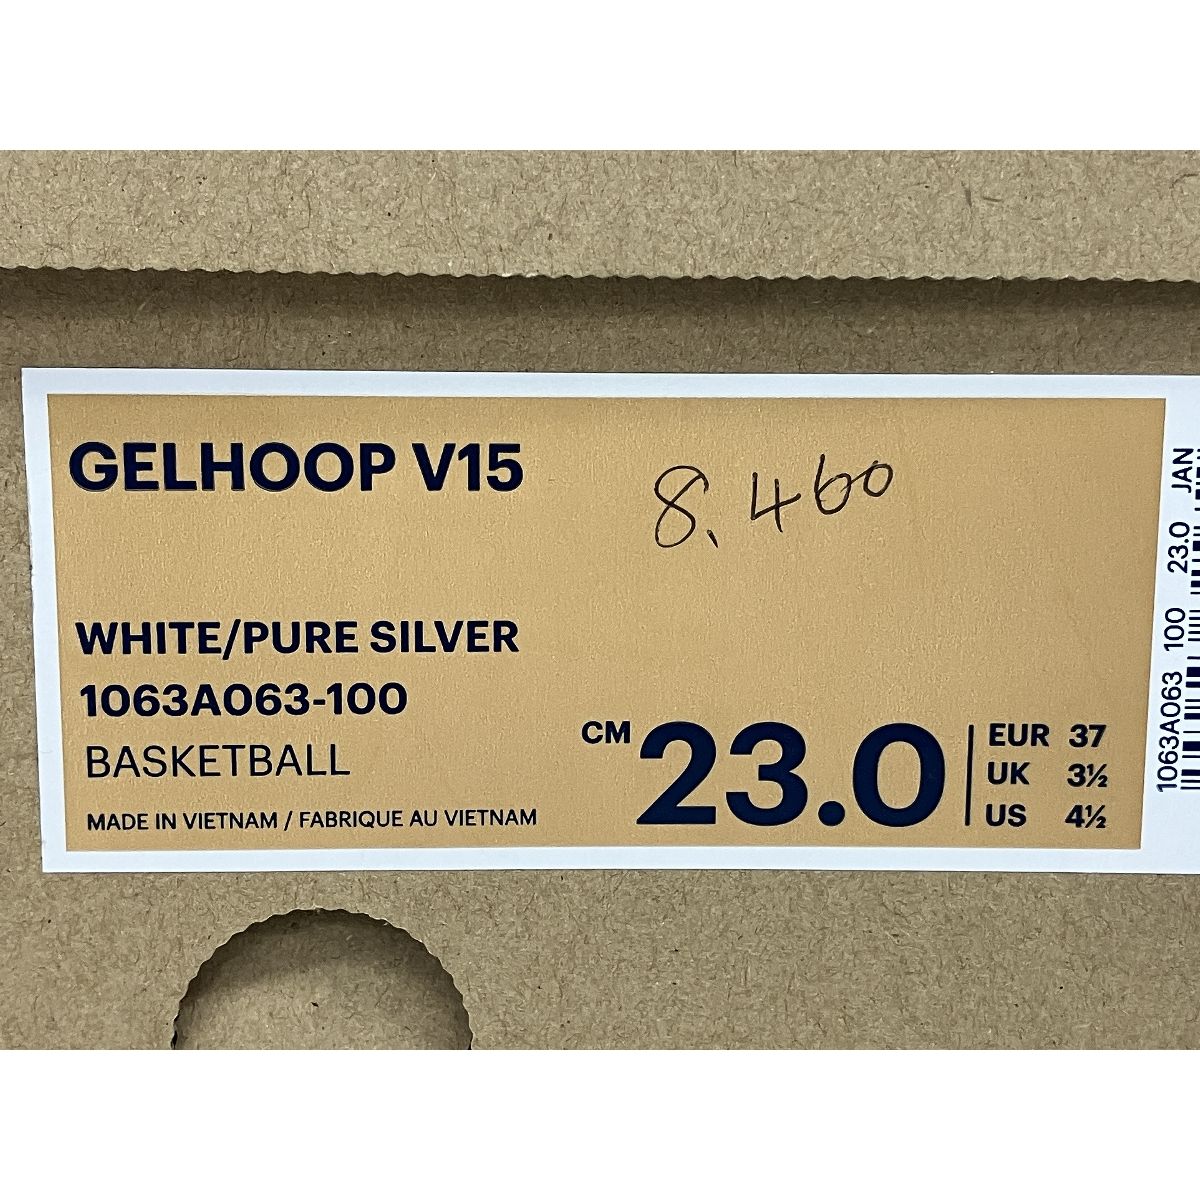 GELHOOP V15
8.460
WHITE/PURE SILVER
1063A063-100
BASKETBALL
MADE IN VIETNAM / FABRIQUE AU VIETNAM
CM 23.0
EUR 37
UK 3½
US 4½
1063A063 100 23.0 JAN